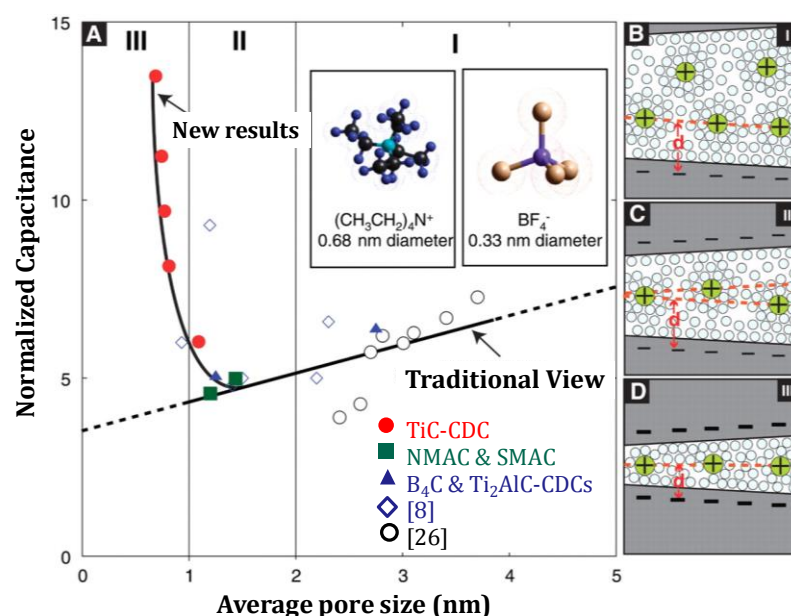 15
10
5
0
Normalized Capacitance
A
III
II
I
New results
(CH₃CH₂)₄N⁺
0.68 nm diameter
BF₄⁻
0.33 nm diameter
Traditional View
TiC-CDC
NMAC & SMAC
B₄C & Ti₂AlC-CDCs
[8]
[26]
0 1 2 3 4 5
Average pore size (nm)
B
I
d
C
II
d
D
III
d